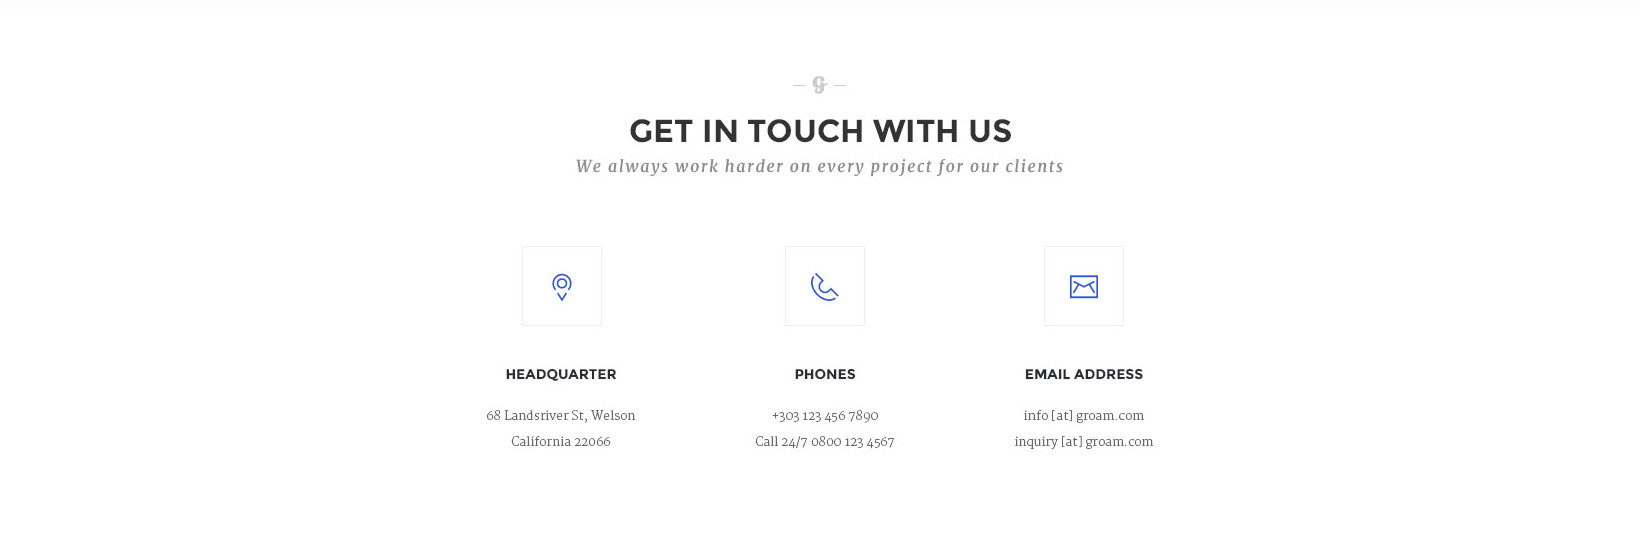 GET IN TOUCH WITH US
We always work harder on every project for our clients
HEADQUARTER
68 Landsriver St, Welson
California 22066
PHONES
+303 123 456 7890
Call 24/7 0800 123 4567
EMAIL ADDRESS
info [at] groam.com
inquiry [at] groam.com